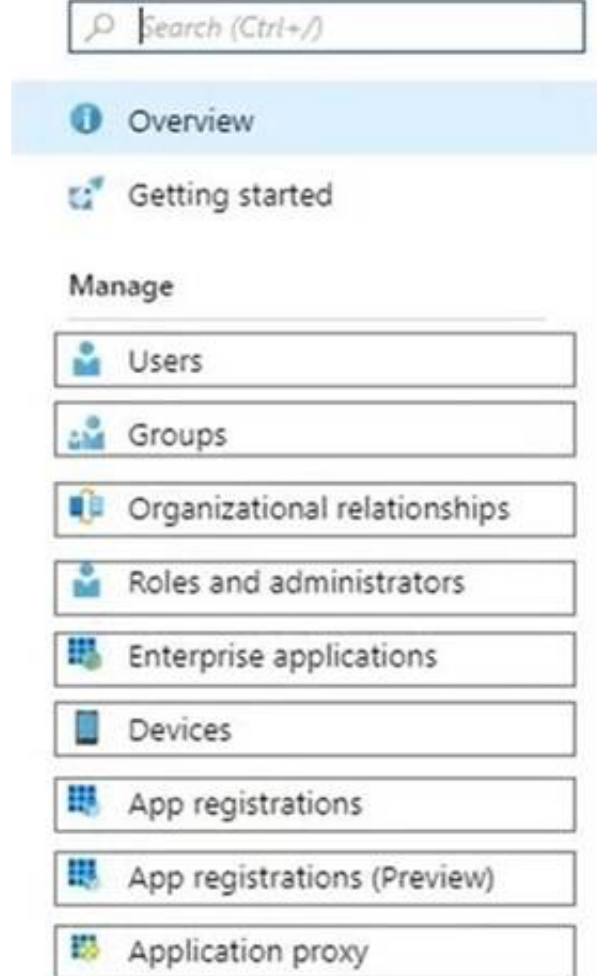 Search (Ctrl+/)
Overview
Getting started
Manage
Users
Groups
Organizational relationships
Roles and administrators
Enterprise applications
Devices
App registrations
App registrations (Preview)
Application proxy